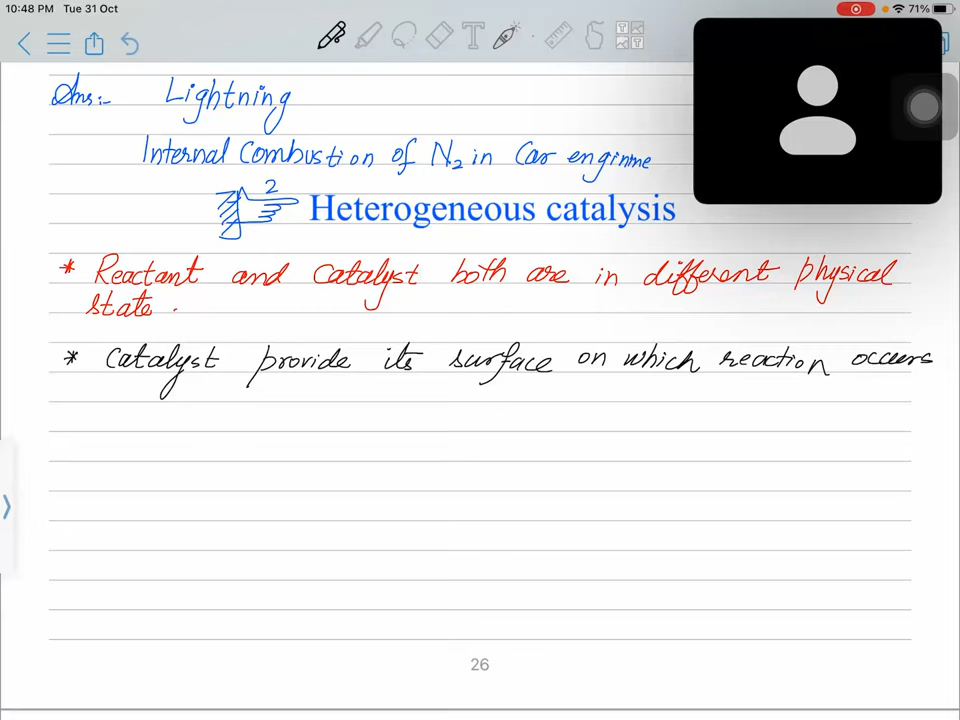 10:48 PM Tue 31 Oct
71%
Ans:- Lightning
Internal Combustion of N2 in Car enginme
2
Heterogeneous catalysis
* Reactant and Catalyst both are in different physical
state.
* Catalyst provide its surface on which reaction occurs
26